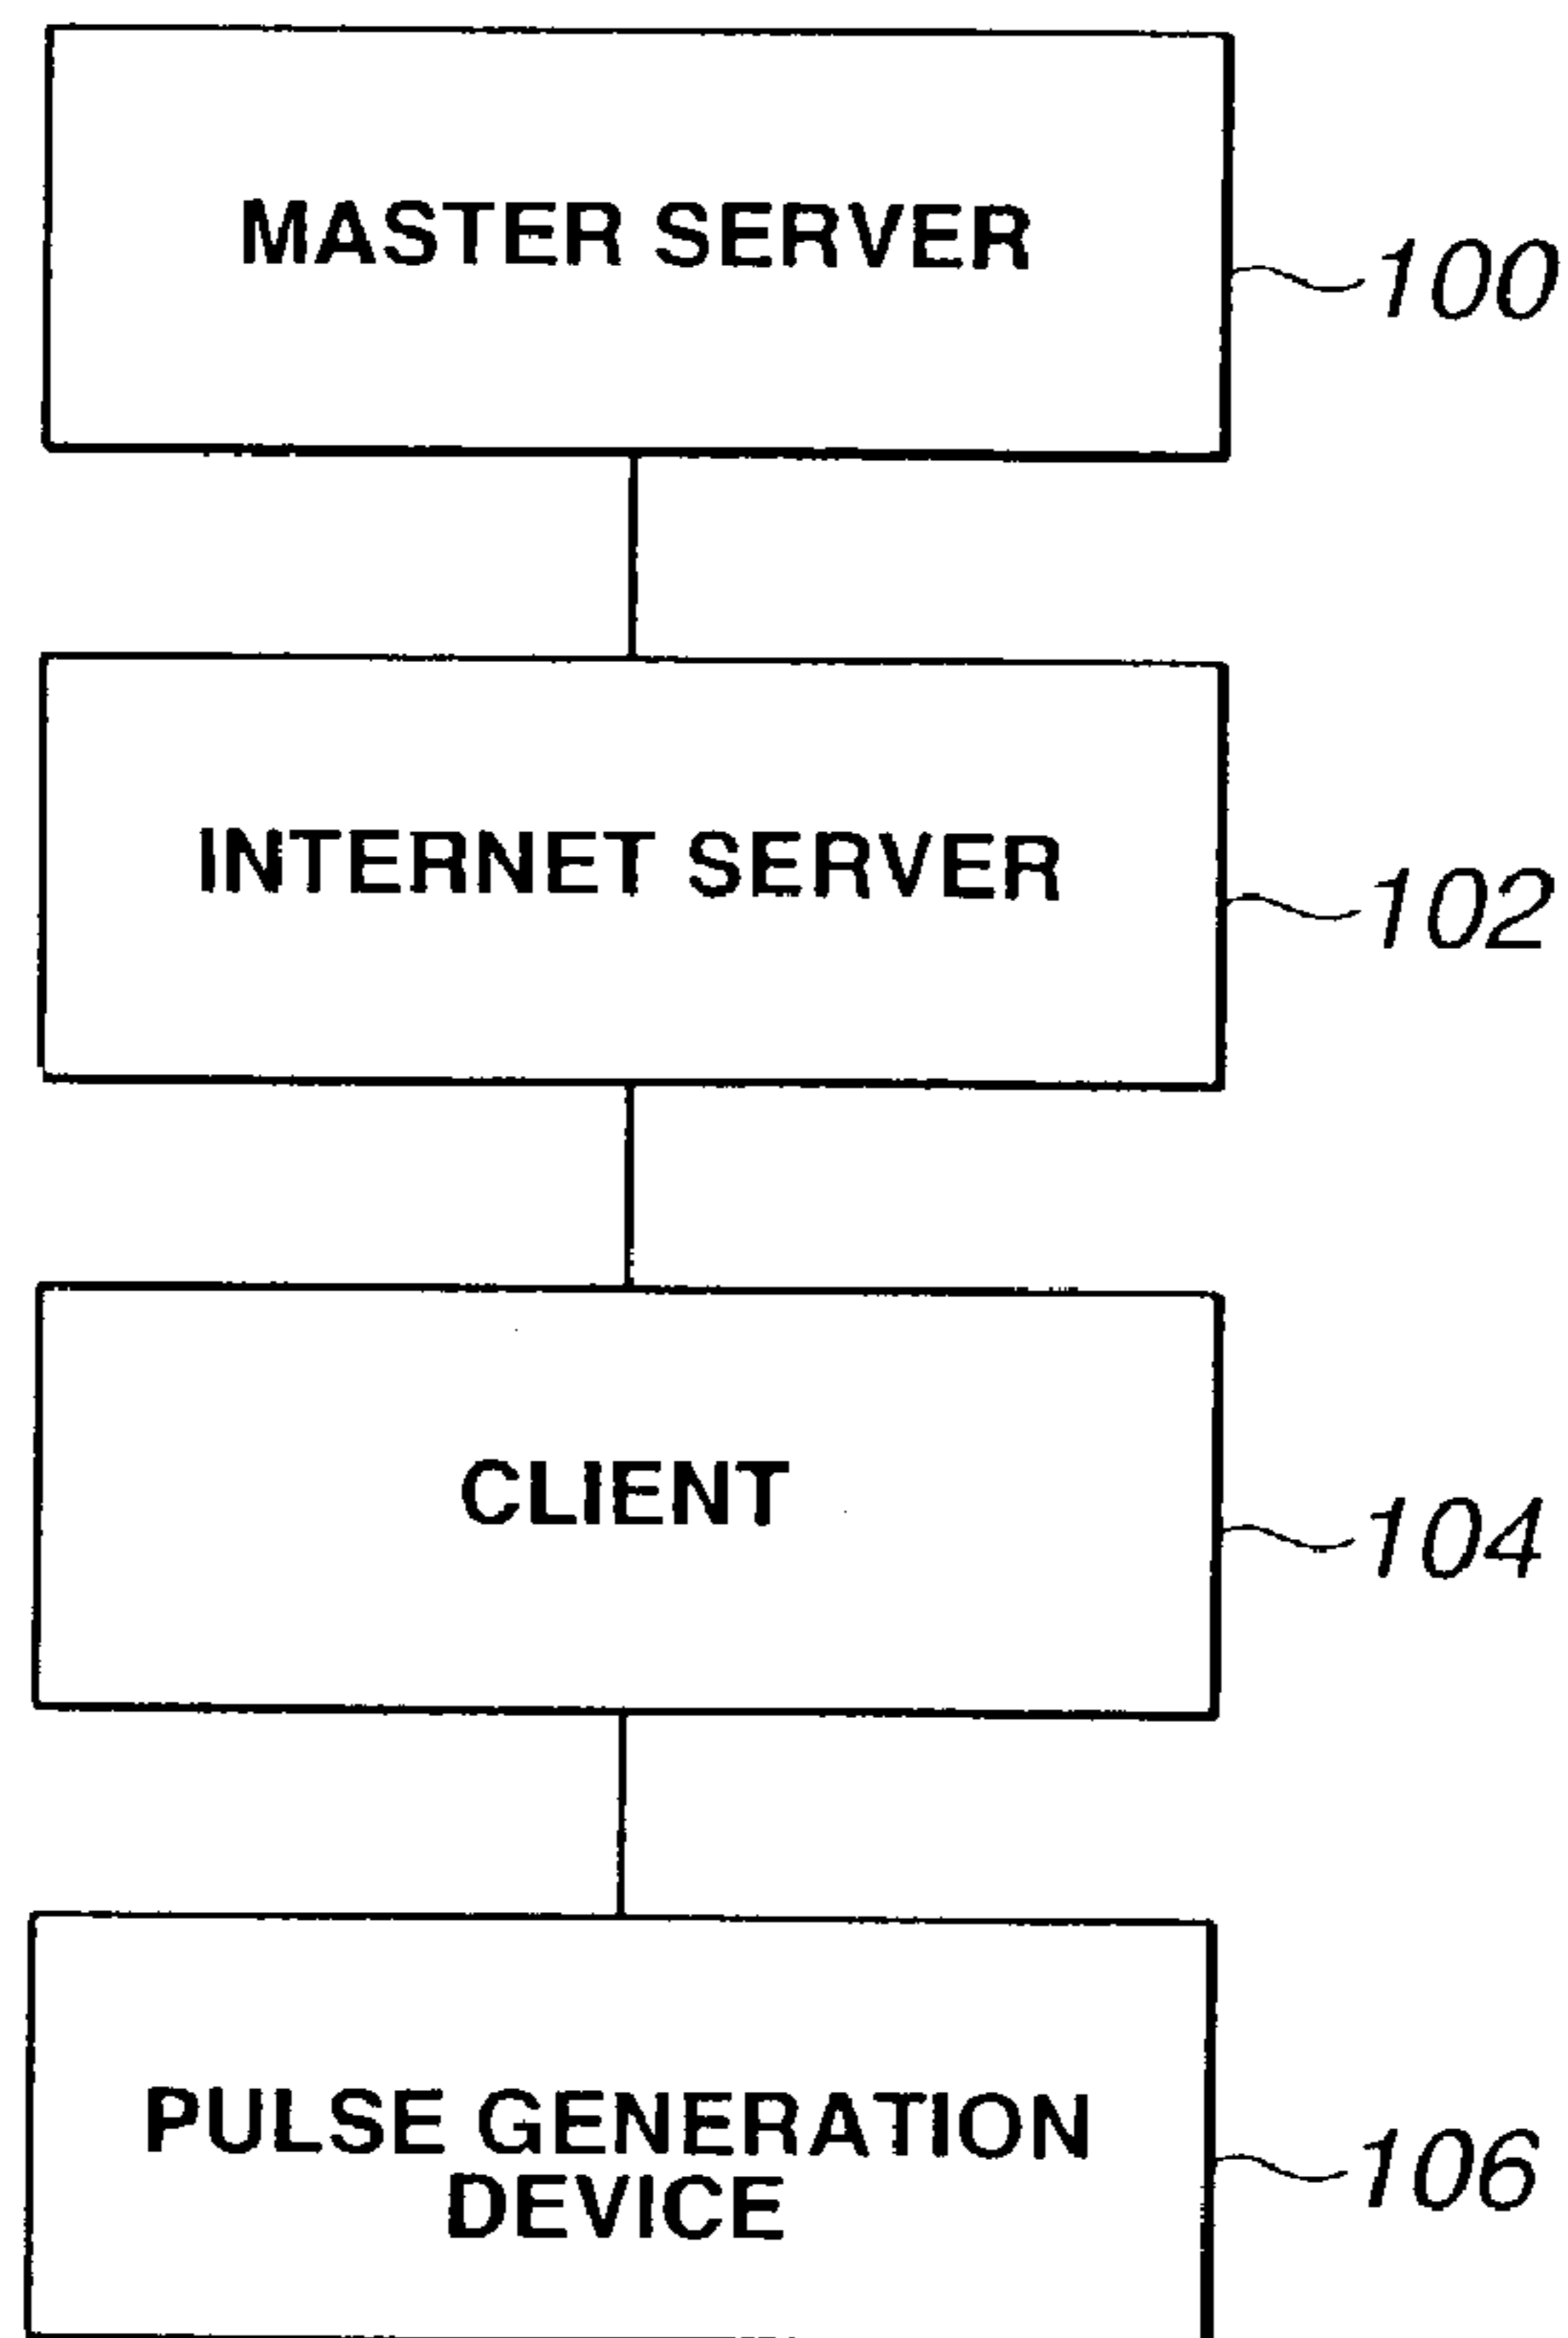 MASTER SERVER
100
INTERNET SERVER
102
CLIENT
104
PULSE GENERATION
DEVICE
106